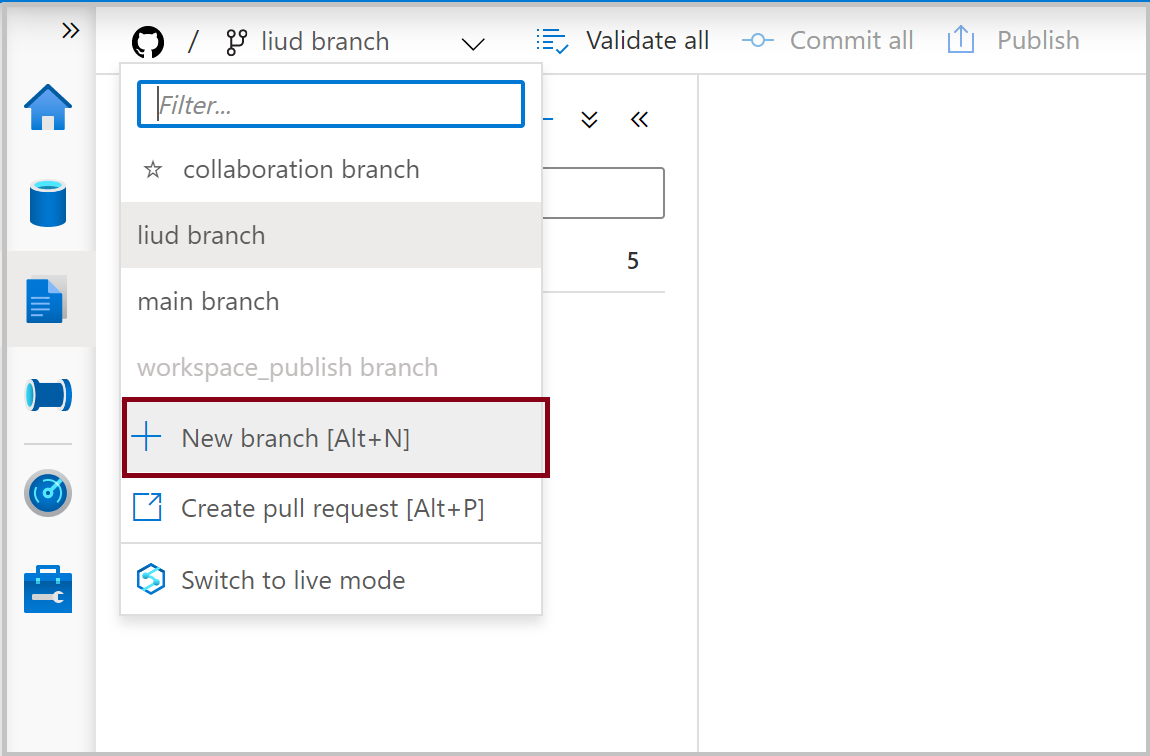 / liud branch
Validate all
Commit all
Publish
Filter...
collaboration branch
liud branch
5
main branch
workspace_publish branch
New branch [Alt+N]
Create pull request [Alt+P]
Switch to live mode